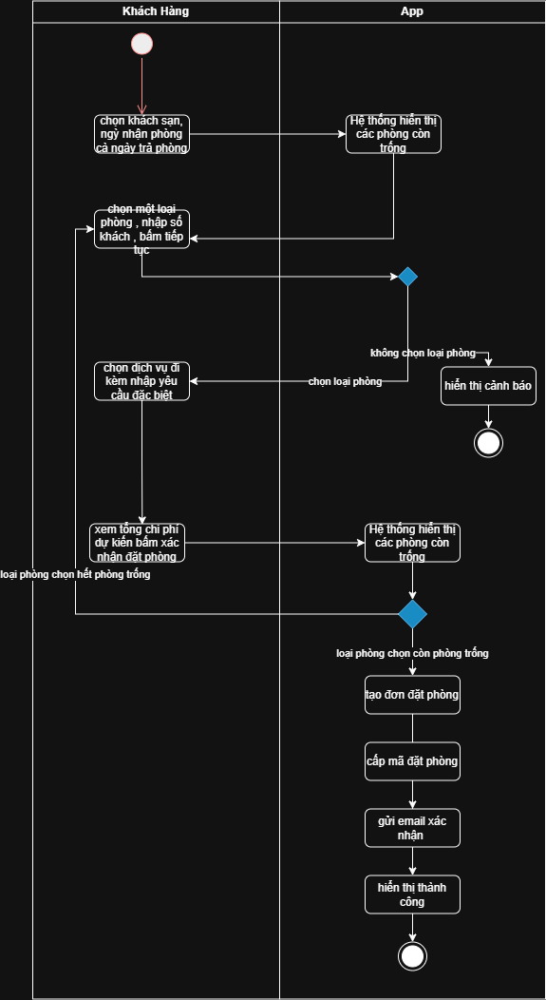 Khách Hàng
App
chọn khách sạn,
ngỳ nhận phòng
cả ngày trả phòng
Hệ thống hiển thị
các phòng còn
trống
chọn một loại
phòng , nhập số
khách , bấm tiếp
tục
không chọn loại phòng
chọn loại phòng
hiển thị cảnh báo
chọn dịch vụ đi
kèm nhập yêu
cầu đặc biệt
xem tổng chi phí
dự kiến bấm xác
nhận đặt phòng
Hệ thống hiển thị
các phòng còn
trống
loại phòng chọn hết phòng trống
loại phòng chọn còn phòng trống
tạo đơn đặt phòng
cấp mã đặt phòng
gửi email xác
nhận
hiển thị thành
công